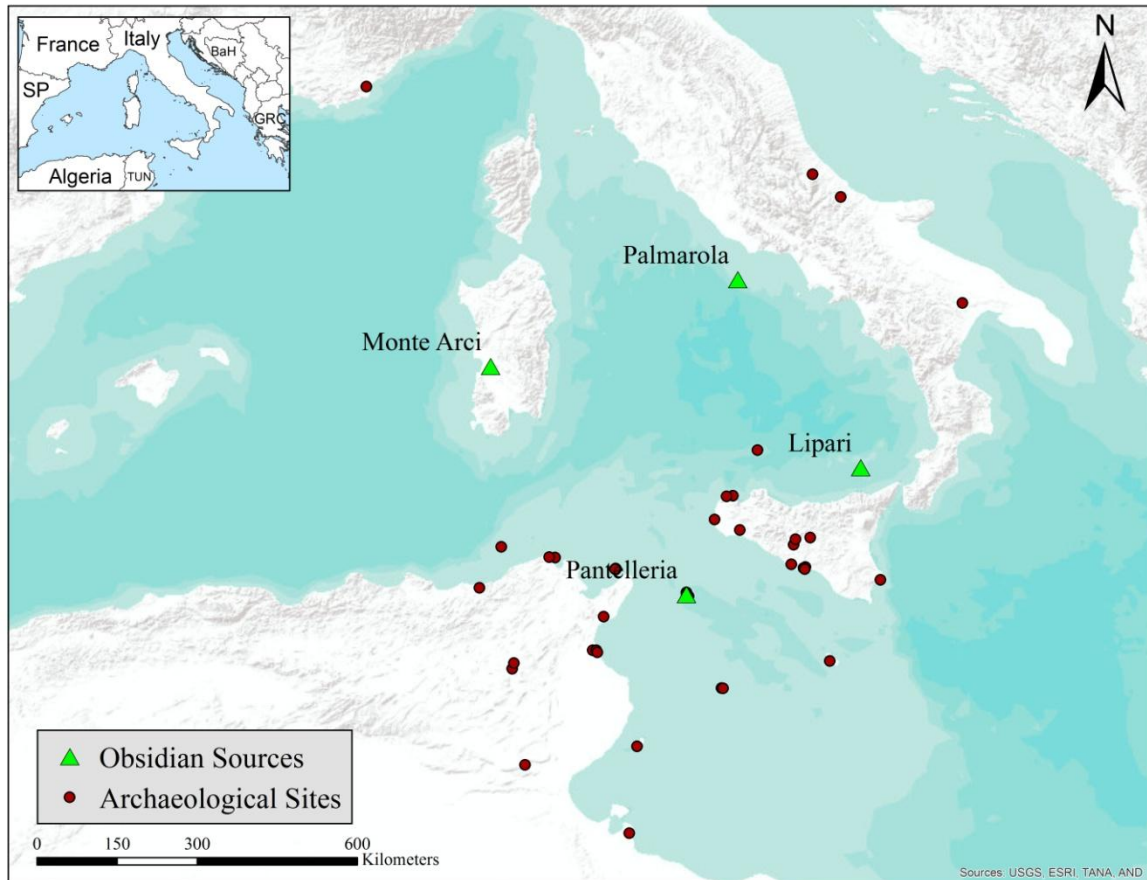 France
Italy
BaH
SP
GRC
Algeria
TUN
N
Palmarola
Monte Arci
Lipari
Pantelleria
Obsidian Sources
Archaeological Sites
0 150 300 600
Kilometers
Sources: USGS, ESRI, TANA, AND